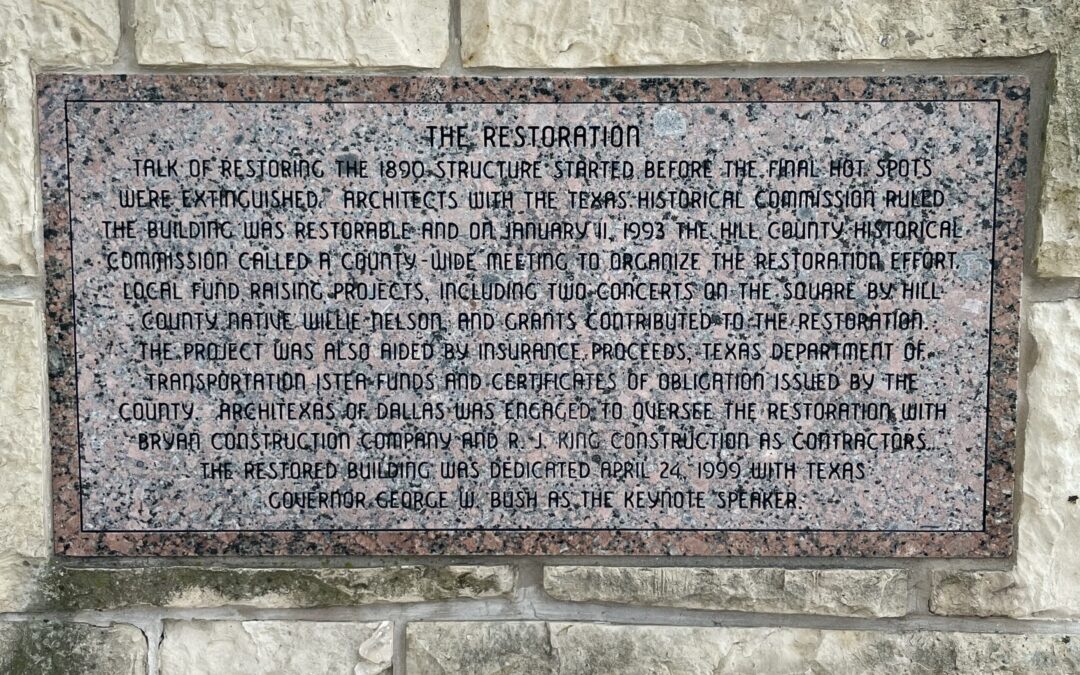 THE RESTORATION
TALK OF RESTORING THE 1890 STRUCTURE STARTED BEFORE THE FINAL HOT SPOTS
WERE EXTINGUISHED. ARCHITECTS WITH THE TEXAS HISTORICAL COMMISSION RULED
THE BUILDING WAS RESTORABLE AND ON JANUARY 11, 1993 THE HILL COUNTY HISTORICAL
COMMISSION CALLED A COUNTY-WIDE MEETING TO ORGANIZE THE RESTORATION EFFORT.
LOCAL FUND RAISING PROJECTS, INCLUDING TWO CONCERTS ON THE SQUARE BY HILL
COUNTY NATIVE WILLIE NELSON, AND GRANTS CONTRIBUTED TO THE RESTORATION.
THE PROJECT WAS ALSO AIDED BY INSURANCE PROCEEDS, TEXAS DEPARTMENT OF
TRANSPORTATION ISTEA FUNDS AND CERTIFICATES OF OBLIGATION ISSUED BY THE
COUNTY. ARCHITEXAS OF DALLAS WAS ENGAGED TO OVERSEE THE RESTORATION WITH
BRYAN CONSTRUCTION COMPANY AND R. J. KING CONSTRUCTION AS CONTRACTORS.
THE RESTORED BUILDING WAS DEDICATED APRIL 24, 1999 WITH TEXAS
GOVERNOR GEORGE W. BUSH AS THE KEYNOTE SPEAKER.